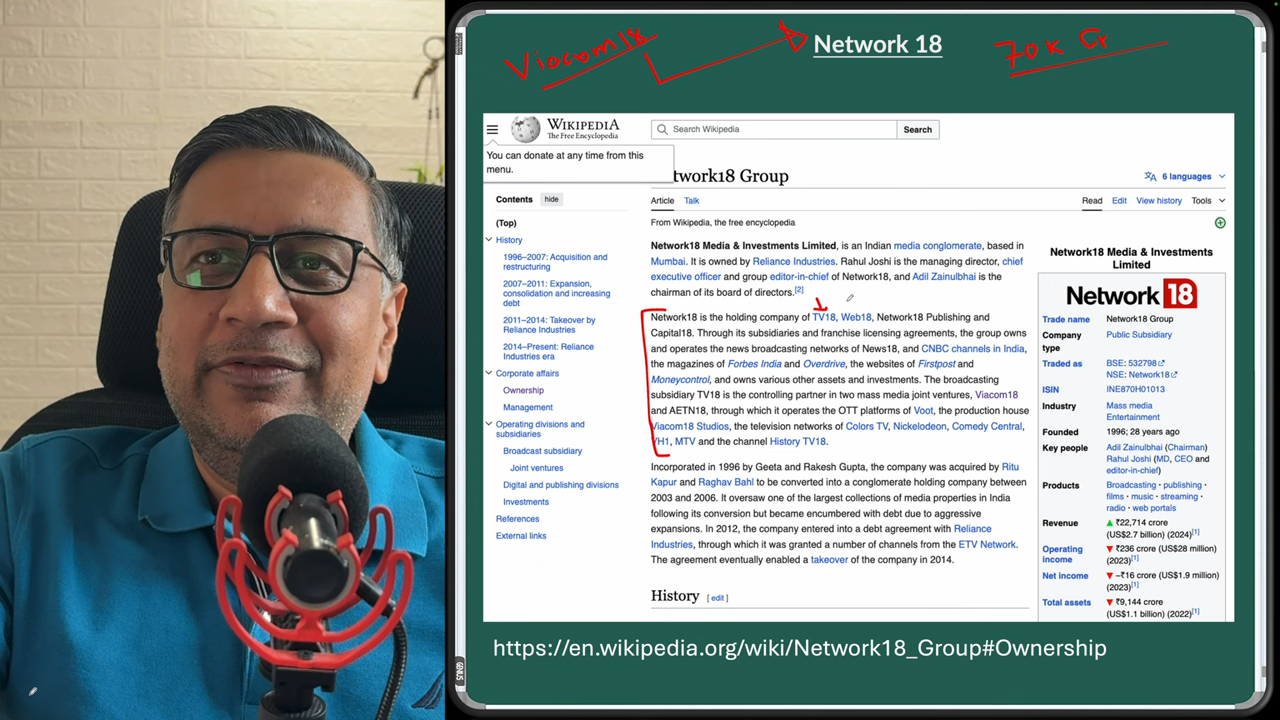 Viacom18
Network 18
70K Cr
WIKIPEDIA
The Free Encyclopedia
Search Wikipedia
Search
You can donate at any time from this menu.
twork18 Group
6 languages
Article Talk
Read Edit View history Tools
From Wikipedia, the free encyclopedia
Contents hide
(Top)
History
1996–2007: Acquisition and
restructuring
2007–2011: Expansion,
consolidation and increasing
debt
2011–2014: Takeover by
Reliance Industries
2014–Present: Reliance
Industries era
Corporate affairs
Ownership
Management
Operating divisions and
subsidiaries
Broadcast subsidiary
Joint ventures
Digital and publishing divisions
Investments
References
External links
Network18 Media & Investments Limited, is an Indian media conglomerate, based in
Mumbai. It is owned by Reliance Industries. Rahul Joshi is the managing director, chief
executive officer and group editor-in-chief of Network18, and Adil Zainulbhai is the
chairman of its board of directors.[2]
Network18 is the holding company of TV18, Web18, Network18 Publishing and
Capital18. Through its subsidiaries and franchise licensing agreements, the group owns
and operates the news broadcasting networks of News18, and CNBC channels in India,
the magazines of Forbes India and Overdrive, the websites of Firstpost and
Moneycontrol, and owns various other assets and investments. The broadcasting
subsidiary TV18 is the controlling partner in two mass media joint ventures, Viacom18
and AETN18, through which it operates the OTT platforms of Voot, the production house
Viacom18 Studios, the television networks of Colors TV, Nickelodeon, Comedy Central,
VH1, MTV and the channel History TV18.
Incorporated in 1996 by Geeta and Rakesh Gupta, the company was acquired by Ritu
Kapur and Raghav Bahl to be converted into a conglomerate holding company between
2003 and 2006. It oversaw one of the largest collections of media properties in India
following its conversion but became encumbered with debt due to aggressive
expansions. In 2012, the company entered into a debt agreement with Reliance
Industries, through which it was granted a number of channels from the ETV Network.
The agreement eventually enabled a takeover of the company in 2014.
History [ edit ]
Network18 Media & Investments
Limited
Network 18
Trade name Network18 Group
Company type Public Subsidiary
Traded as BSE: 532798
NSE: Network18
ISIN INE870H01013
Industry Mass media
Entertainment
Founded 1996; 28 years ago
Key people Adil Zainulbhai (Chairman)
Rahul Joshi (MD, CEO and
editor-in-chief)
Products Broadcasting · publishing ·
films · music · streaming ·
radio · web portals
Revenue ▲ ₹22,714 crore
(US$2.7 billion) (2024)[1]
Operating income ▼ ₹236 crore (US$28 million)
(2023)[1]
Net income ▼ –₹16 crore (US$1.9 million)
(2023)[1]
Total assets ▼ ₹9,144 crore
(US$1.1 billion) (2022)[1]
https://en.wikipedia.org/wiki/Network18_Group#Ownership
GENIUS